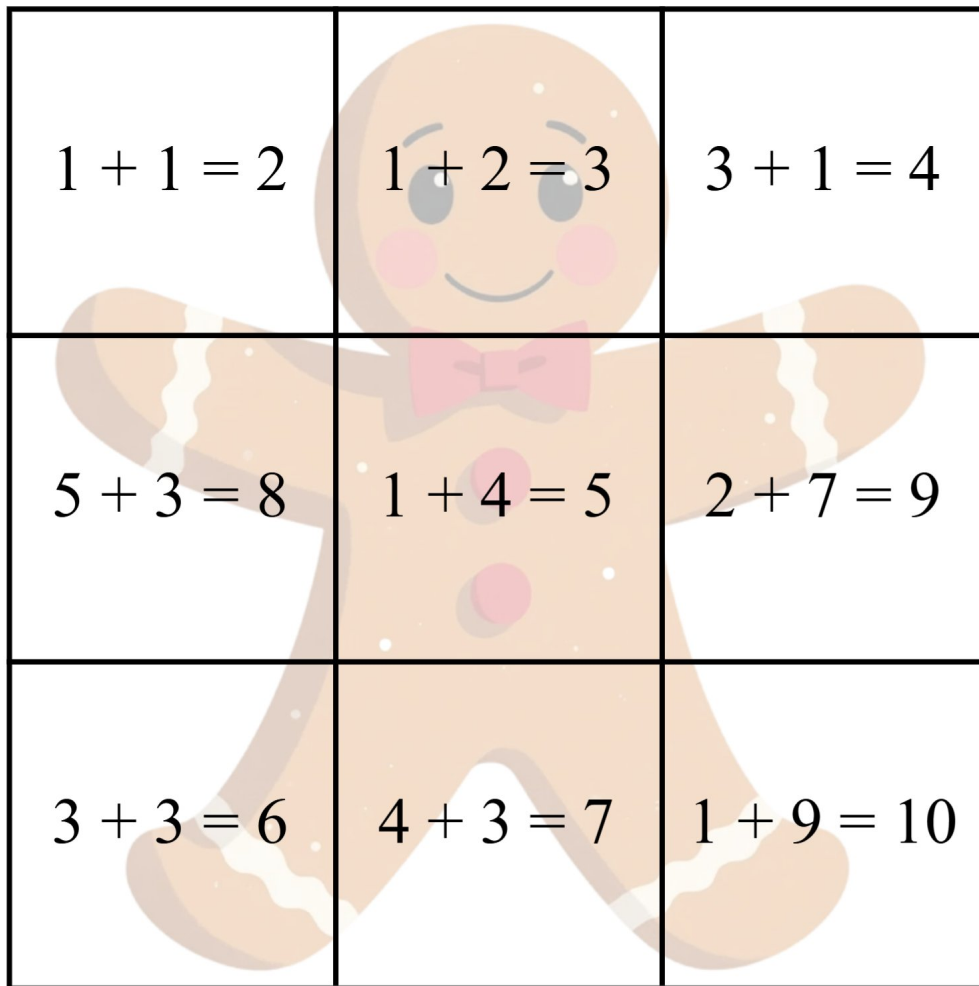 1 + 1 = 2
1 + 2 = 3
3 + 1 = 4
5 + 3 = 8
1 + 4 = 5
2 + 7 = 9
3 + 3 = 6
4 + 3 = 7
1 + 9 = 10